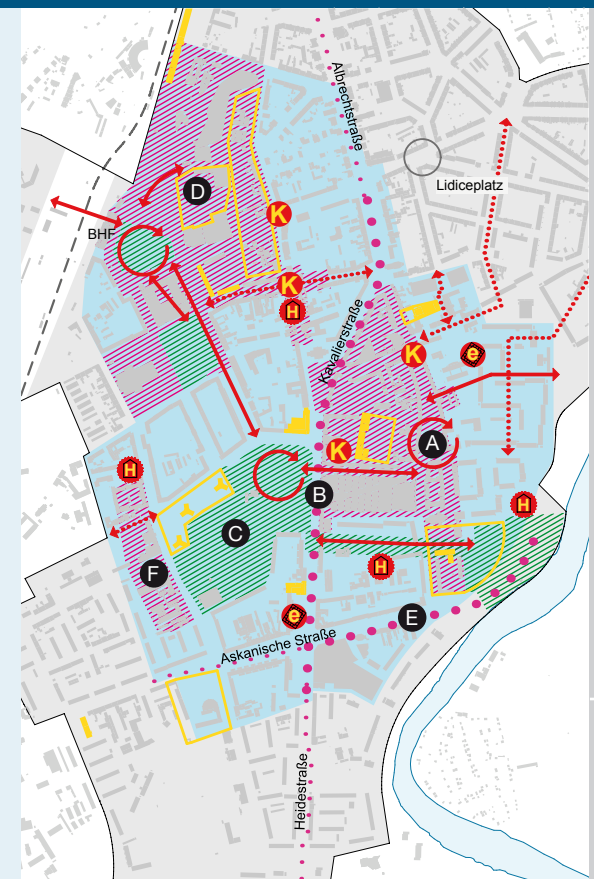 Albrechtstraße
Lidiceplatz
D
K
BHF
K
H
Kavalierstraße
K
e
A
K
H
B
H
C
H
F
e
E
Askanische Straße
Heidestraße